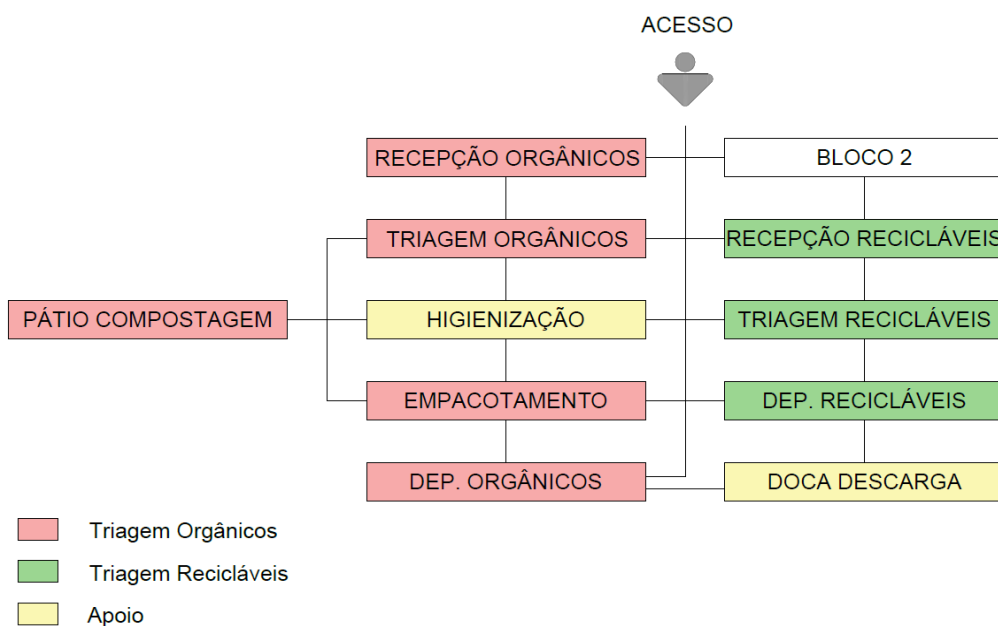 ACESSO
RECEPÇÃO ORGÂNICOS
BLOCO 2
TRIAGEM ORGÂNICOS
RECEPÇÃO RECICLÁVEIS
PÁTIO COMPOSTAGEM
HIGIENIZAÇÃO
TRIAGEM RECICLÁVEIS
EMPACOTAMENTO
DEP. RECICLÁVEIS
DEP. ORGÂNICOS
DOCA DESCARGA
Triagem Orgânicos
Triagem Recicláveis
Apoio